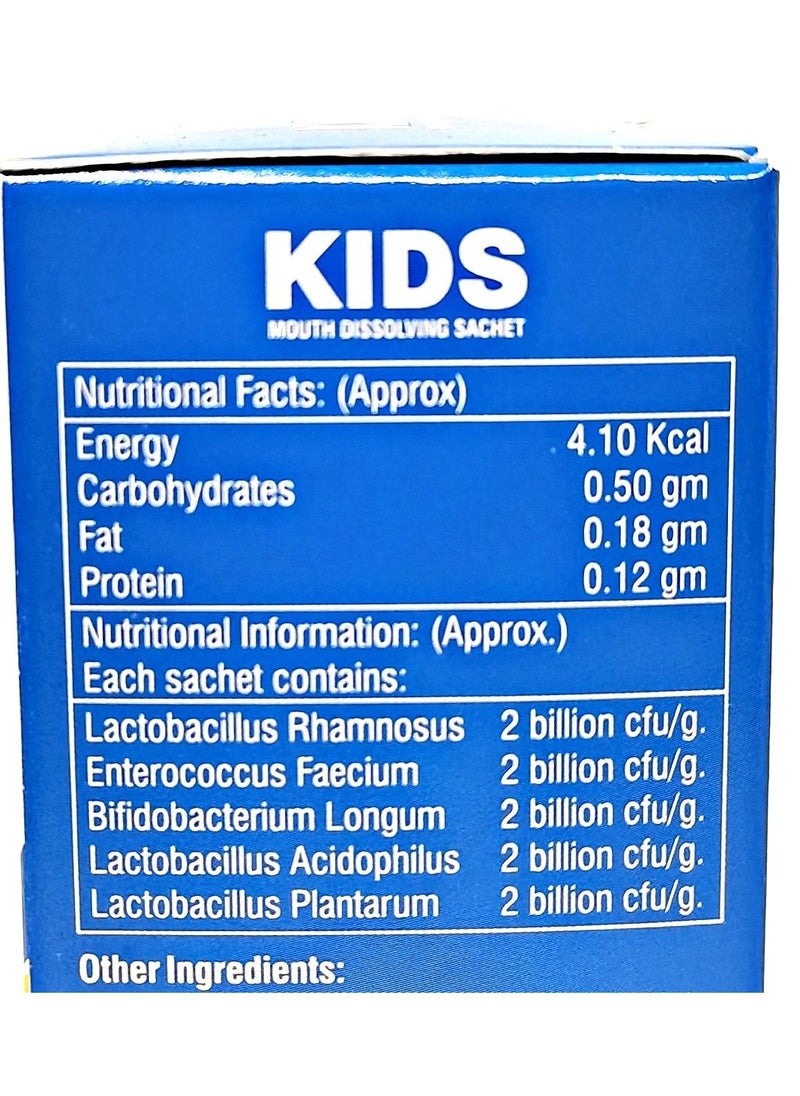 KIDS
MOUTH DISSOLVING SACHET
Nutritional Facts: (Approx)
Energy 4.10 Kcal
Carbohydrates 0.50 gm
Fat 0.18 gm
Protein 0.12 gm
Nutritional Information: (Approx.)
Each sachet contains:
Lactobacillus Rhamnosus 2 billion cfu/g.
Enterococcus Faecium 2 billion cfu/g.
Bifidobacterium Longum 2 billion cfu/g.
Lactobacillus Acidophilus 2 billion cfu/g.
Lactobacillus Plantarum 2 billion cfu/g.
Other Ingredients: